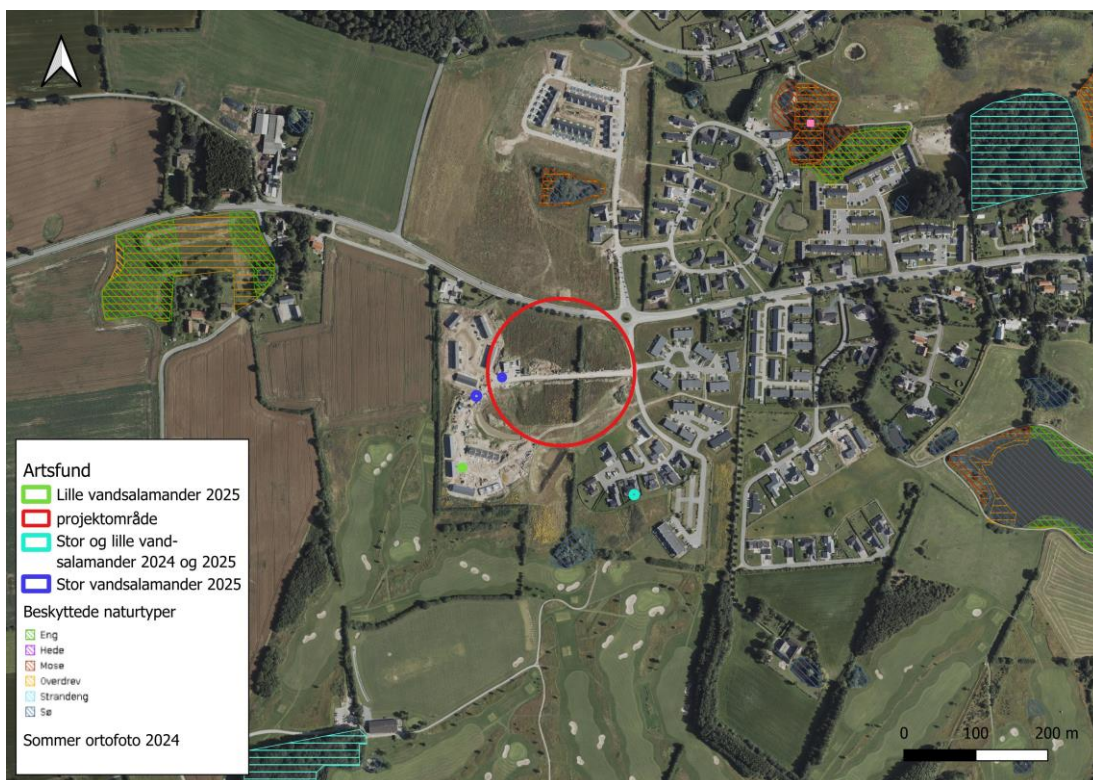 Artsfund
Lille vandsalamander 2025
projektområde
Stor og lille vand-
salamander 2024 og 2025
Stor vandsalamander 2025
Beskyttede naturtyper
Eng
Hede
Mose
Overdrev
Strandeng
Sø
Sommer ortofoto 2024
0 100 200 m